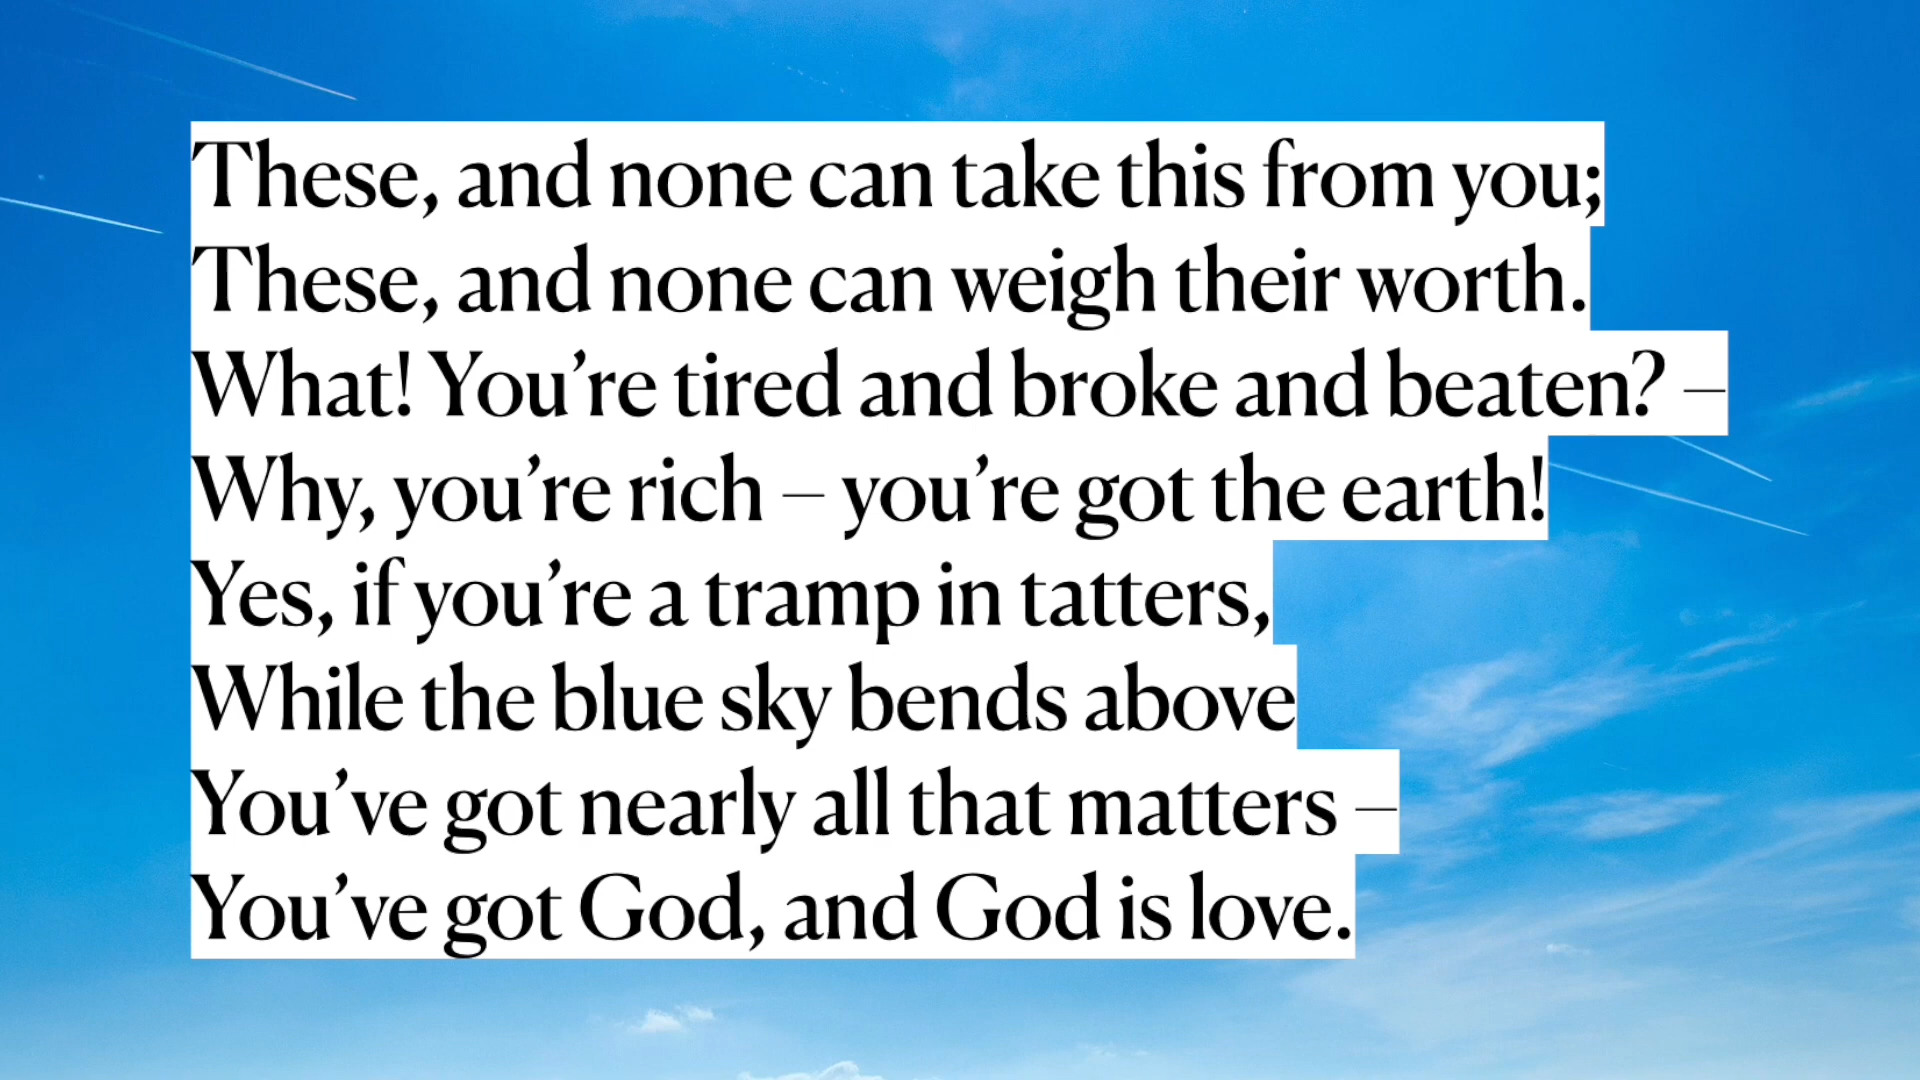 These, and none can take this from you;
These, and none can weigh their worth.
What! You’re tired and broke and beaten? –
Why, you’re rich – you’re got the earth!
Yes, if you’re a tramp in tatters,
While the blue sky bends above
You’ve got nearly all that matters –
You’ve got God, and God is love.